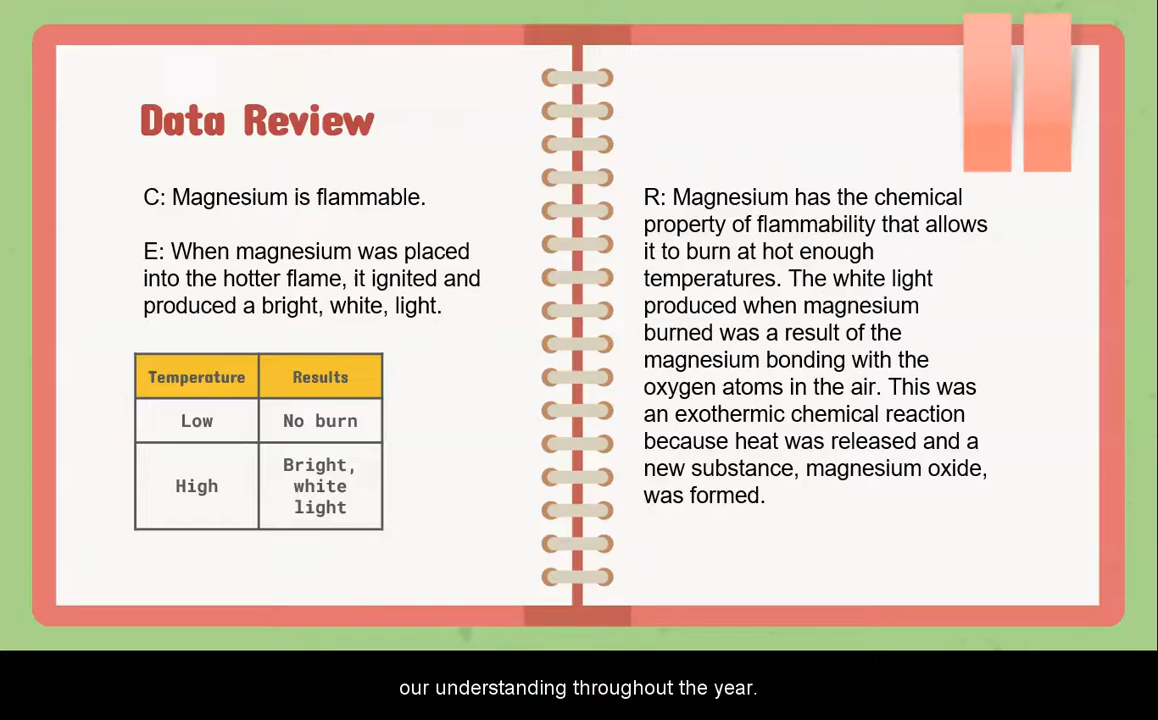 Data Review
C: Magnesium is flammable.
E: When magnesium was placed
into the hotter flame, it ignited and
produced a bright, white, light.
Temperature Results
Low No burn
High Bright,
white
light
R: Magnesium has the chemical
property of flammability that allows
it to burn at hot enough
temperatures. The white light
produced when magnesium
burned was a result of the
magnesium bonding with the
oxygen atoms in the air. This was
an exothermic chemical reaction
because heat was released and a
new substance, magnesium oxide,
was formed.
our understanding throughout the year.